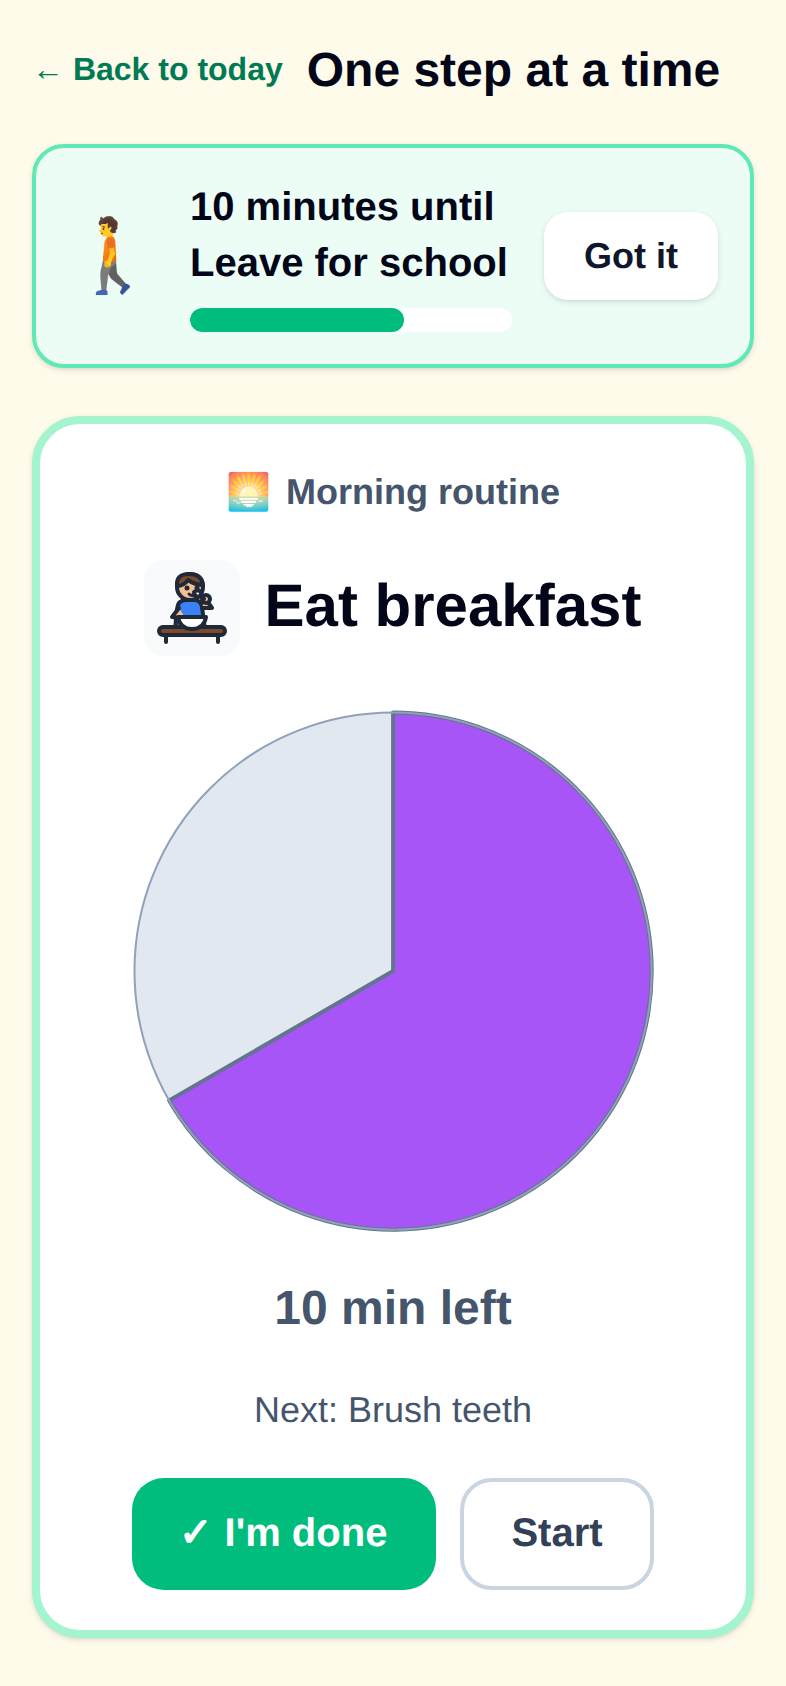 ← Back to today One step at a time
10 minutes until
Leave for school
Got it
Morning routine
Eat breakfast
10 min left
Next: Brush teeth
✓ I'm done
Start